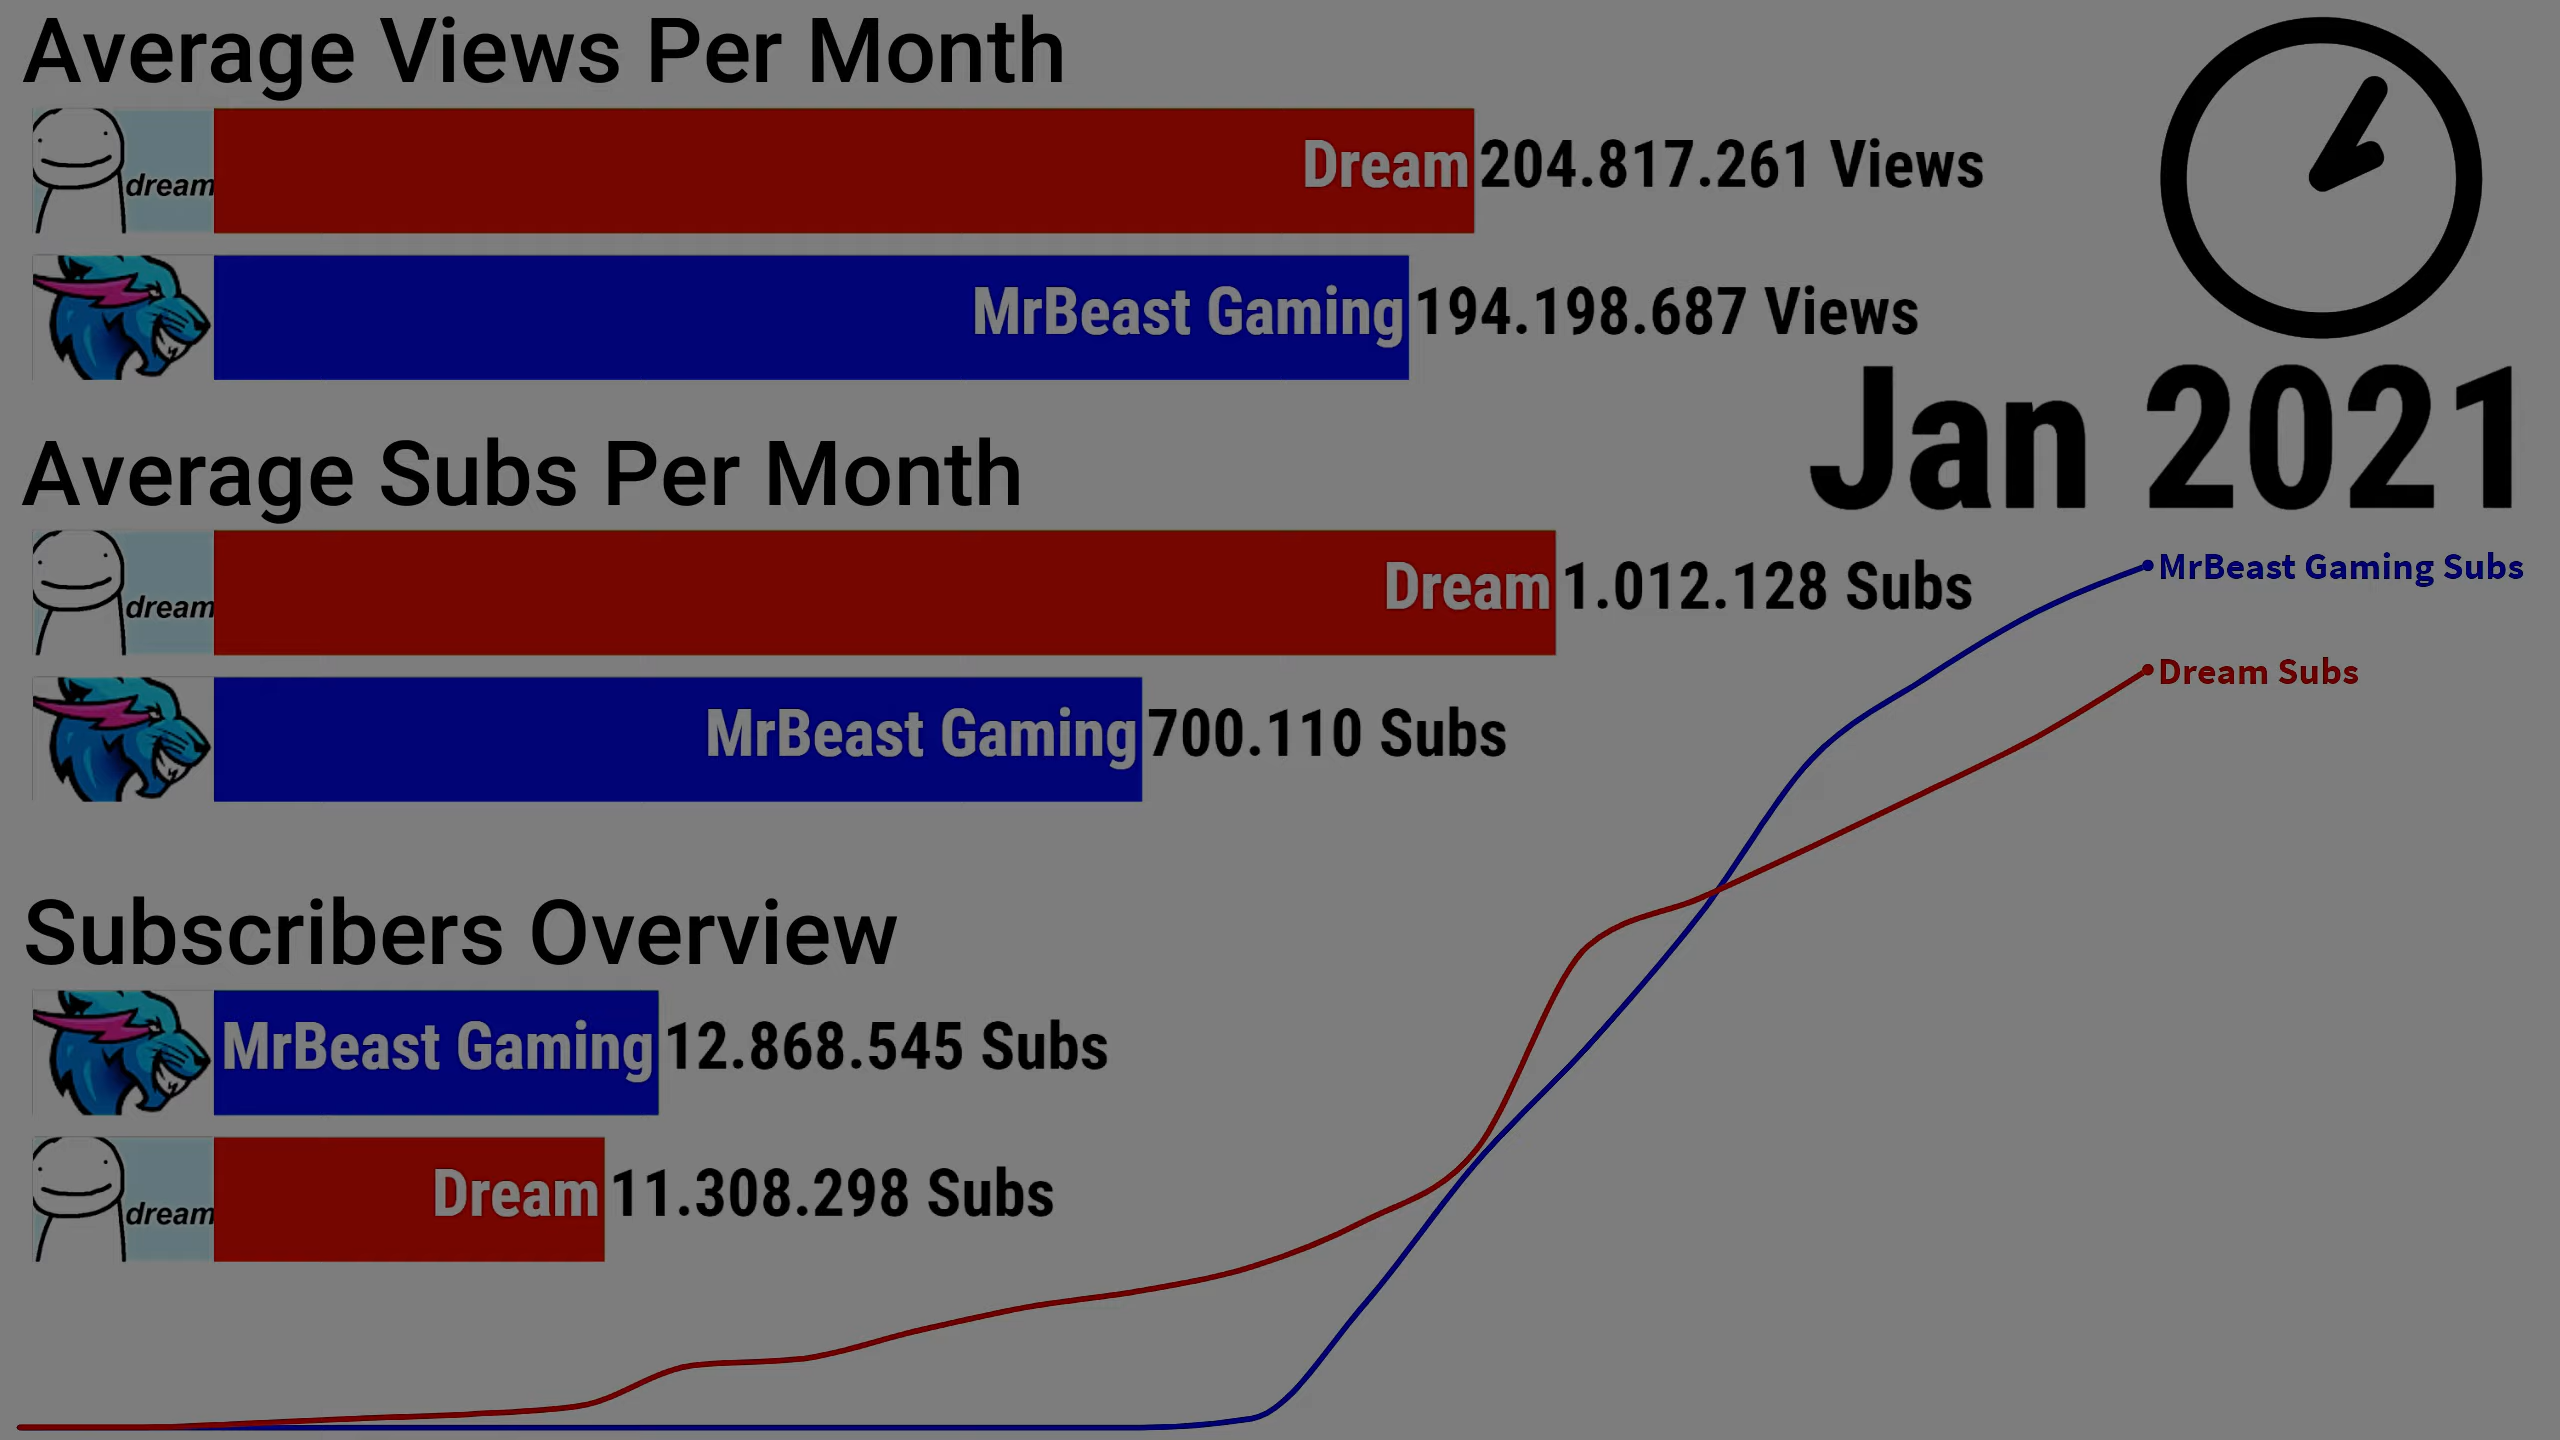 Average Views Per Month
dream
Dream 204.817.261 Views
MrBeast Gaming 194.198.687 Views
Jan 2021
Average Subs Per Month
dream
Dream 1.012.128 Subs
MrBeast Gaming 700.110 Subs
MrBeast Gaming Subs
Dream Subs
Subscribers Overview
MrBeast Gaming 12.868.545 Subs
dream
Dream 11.308.298 Subs